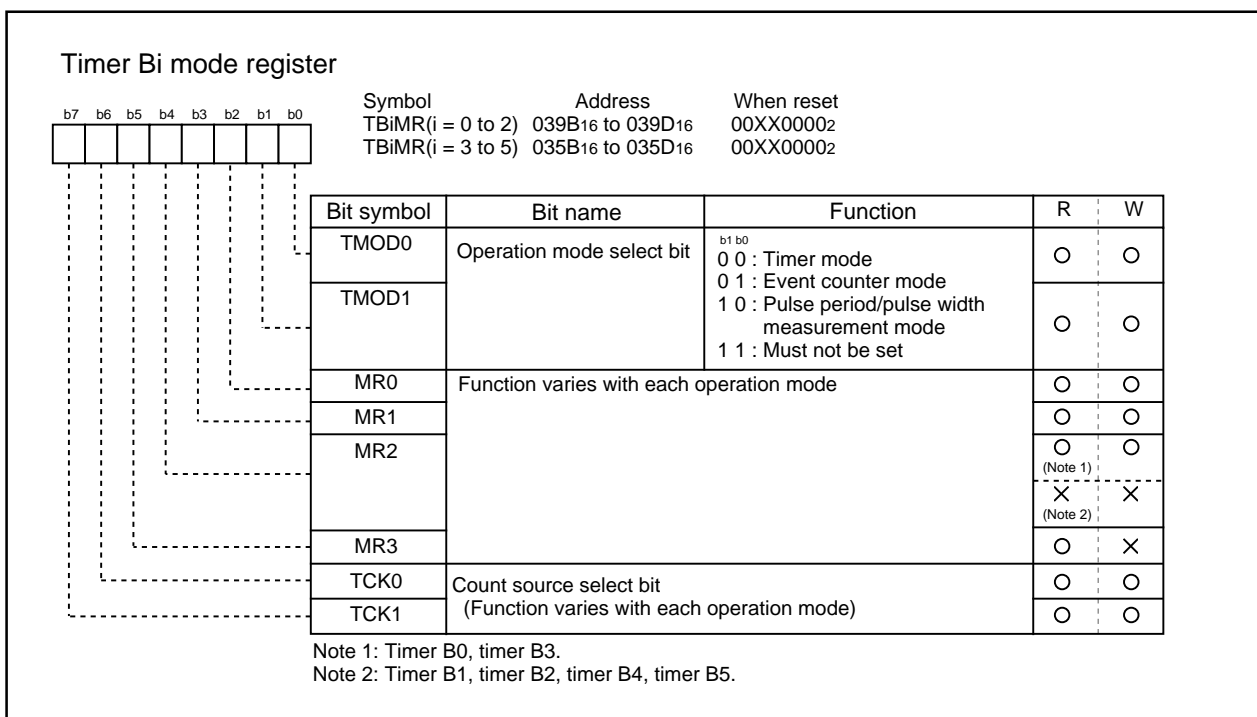 Timer Bi mode register
Symbol Address When reset
TBiMR(i = 0 to 2) 039B16 to 039D16 00XX00002
TBiMR(i = 3 to 5) 035B16 to 035D16 00XX00002
b7 b6 b5 b4 b3 b2 b1 b0
Bit symbol Bit name Function R W
TMOD0 Operation mode select bit b1 b0
0 0 : Timer mode
0 1 : Event counter mode
TMOD1 1 0 : Pulse period/pulse width
measurement mode
1 1 : Must not be set
MR0 Function varies with each operation mode
MR1
MR2
(Note 1)
(Note 2)
MR3
TCK0 Count source select bit
TCK1 (Function varies with each operation mode)
Note 1: Timer B0, timer B3.
Note 2: Timer B1, timer B2, timer B4, timer B5.